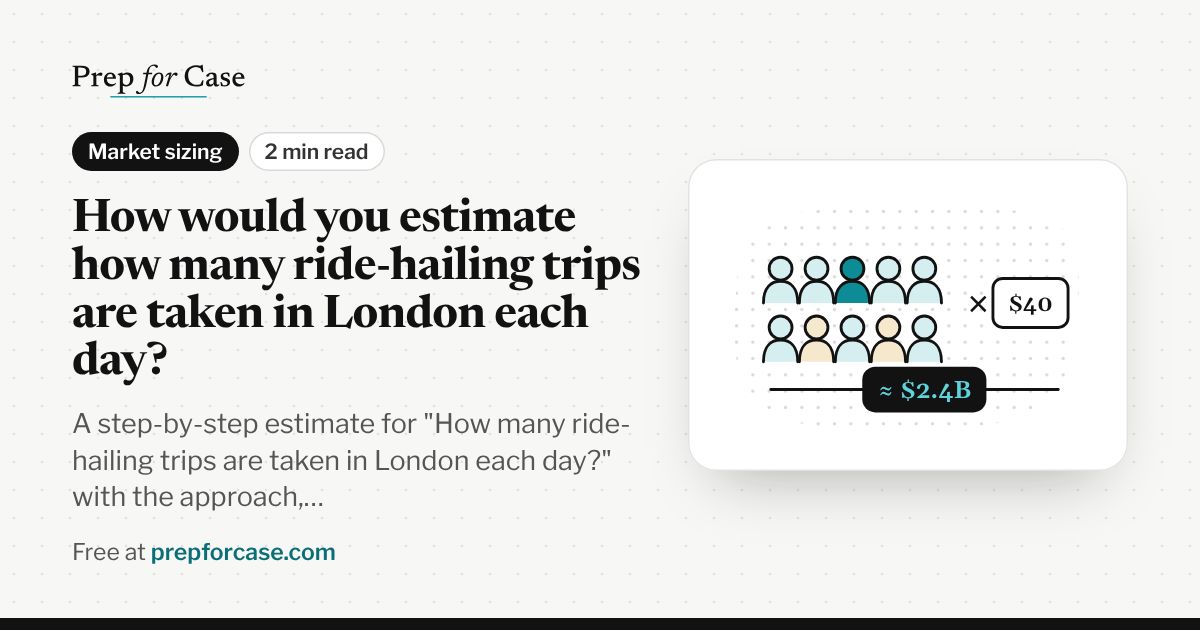 Prep for Case
Market sizing
2 min read
How would you estimate
how many ride-hailing trips
are taken in London each
day?
A step-by-step estimate for "How many ride-
hailing trips are taken in London each day?"
with the approach,...
Free at prepforcase.com
× $40
≈ $2.4B